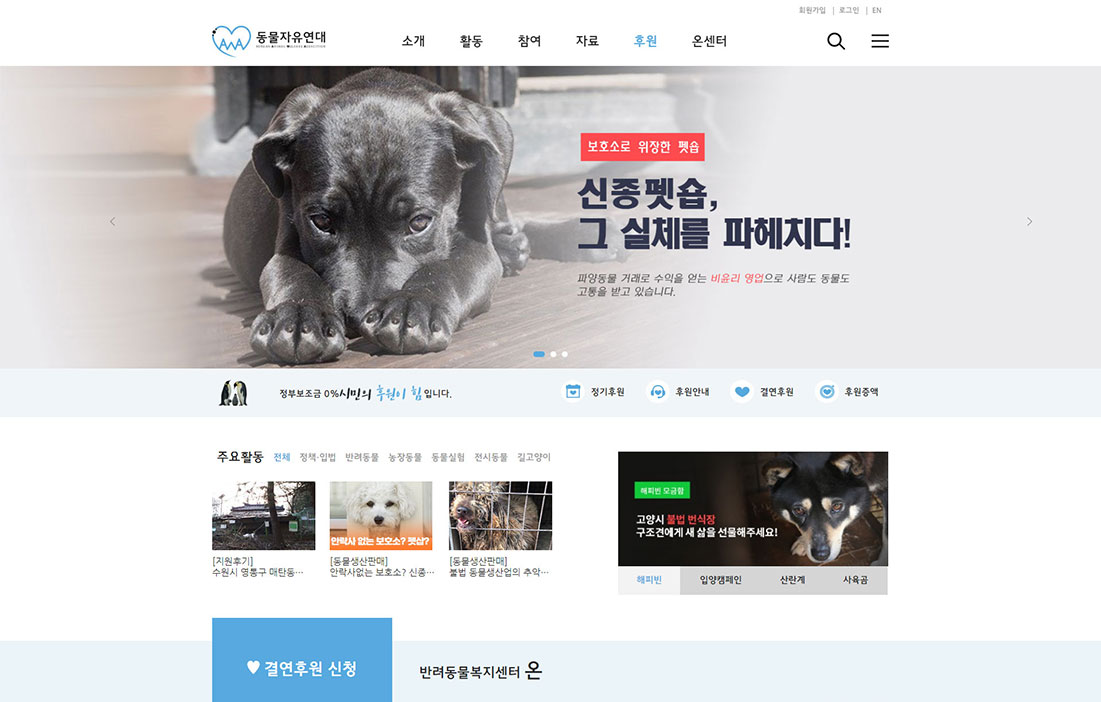 회원가입 | 로그인 | EN
동물자유연대
KOREAN ANIMAL WELFARE ASSOCIATION
소개 활동 참여 자료 후원 온센터
보호소로 위장한 펫숍
신종펫숍,
그 실체를 파헤치다!
파양동물 거래로 수익을 얻는 비윤리 영업으로 사람도 동물도
고통을 받고 있습니다.
정부보조금 0%시민의 후원이 힘입니다.
정기후원 후원안내 결연후원 후원증액
주요활동 전체 정책·입법 반려동물 농장동물 동물실험 전시동물 길고양이
안락사 없는 보호소? 펫샵?
[지원후기]
수원시 영통구 매탄동…
[동물생산판매]
안락사없는 보호소? 신종…
[동물생산판매]
불법 동물생산업의 추악…
해피빈 모금함
고양시 불법 번식장
구조견에게 새 삶을 선물해주세요!
해피빈 입양캠페인 산란계 사육곰
결연후원 신청
반려동물복지센터 온